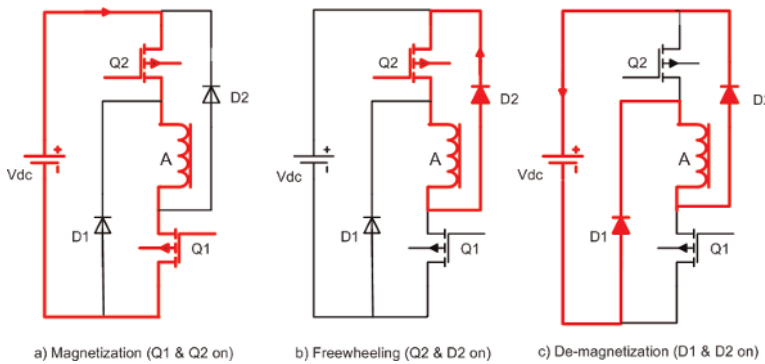 Q2
D2
A
Vdc
+
-
D1
Q1
a) Magnetization (Q1 & Q2 on)
Q2
D2
A
Vdc
+
-
D1
Q1
b) Freewheeling (Q2 & D2 on)
Q2
D2
A
Vdc
+
-
D1
Q1
c) De-magnetization (D1 & D2 on)